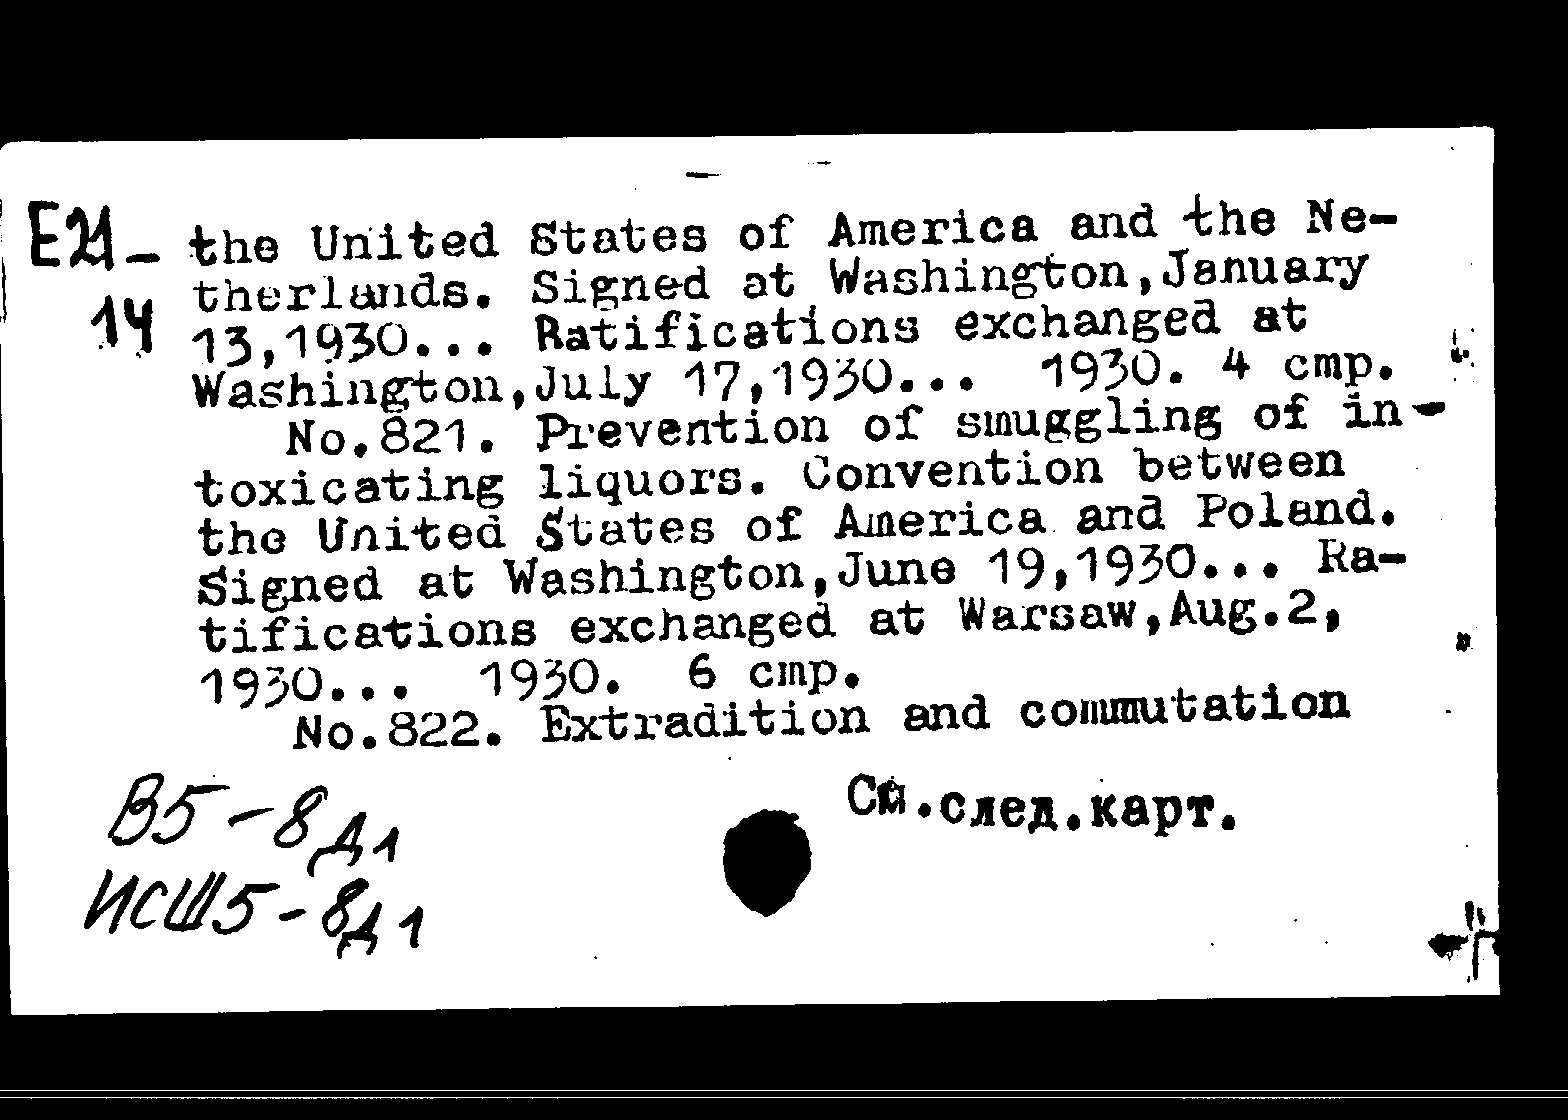 E21-
14
the United States of America and the Ne-
therlands. Signed at Washington,January
13,1930... Ratifications exchanged at
Washington,July 17,1930... 1930. 4 стр.
No.821. Prevention of smuggling of in-
toxicating liquors. Convention between
the United States of America and Poland.
Signed at Washington,June 19,1930... Ra-
tifications exchanged at Warsaw,Aug.2,
1930... 1930. 6 стр.
No.822. Extradition and commutation
См.след.карт.
В5-8д1
ИСШ5-8д1